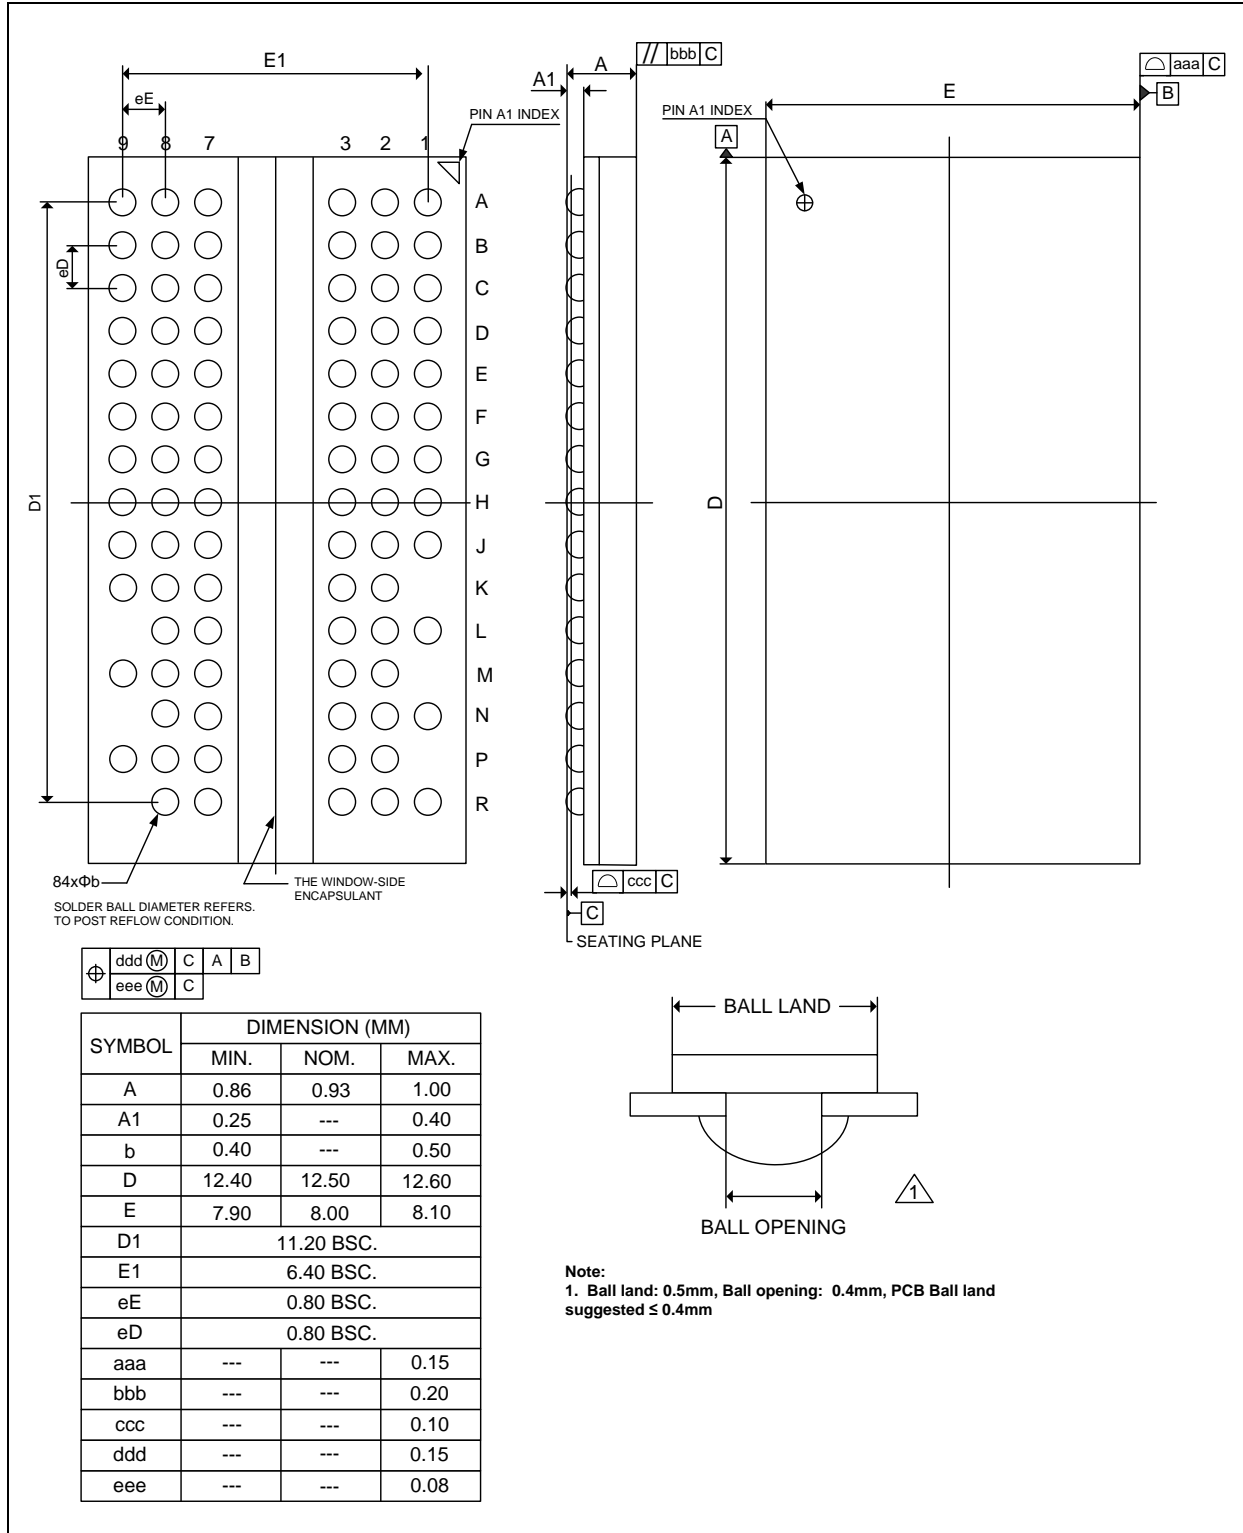 E1
eE
9 8 7 3 2 1
PIN A1 INDEX
A
B
C
D
E
F
G
H
J
K
L
M
N
P
R
eD
D1
84xΦb
SOLDER BALL DIAMETER REFERS.
TO POST REFLOW CONDITION.
THE WINDOW-SIDE
ENCAPSULANT
// bbb C
A
A1
ccc C
C
SEATING PLANE
aaa C
B
E
PIN A1 INDEX
A
D
ddd M C A B
eee M C
SYMBOL DIMENSION (MM)
MIN. NOM. MAX.
A 0.86 0.93 1.00
A1 0.25 --- 0.40
b 0.40 --- 0.50
D 12.40 12.50 12.60
E 7.90 8.00 8.10
D1 11.20 BSC.
E1 6.40 BSC.
eE 0.80 BSC.
eD 0.80 BSC.
aaa --- --- 0.15
bbb --- --- 0.20
ccc --- --- 0.10
ddd --- --- 0.15
eee --- --- 0.08
BALL LAND
1
BALL OPENING
Note:
1. Ball land: 0.5mm, Ball opening: 0.4mm, PCB Ball land
suggested ≤ 0.4mm